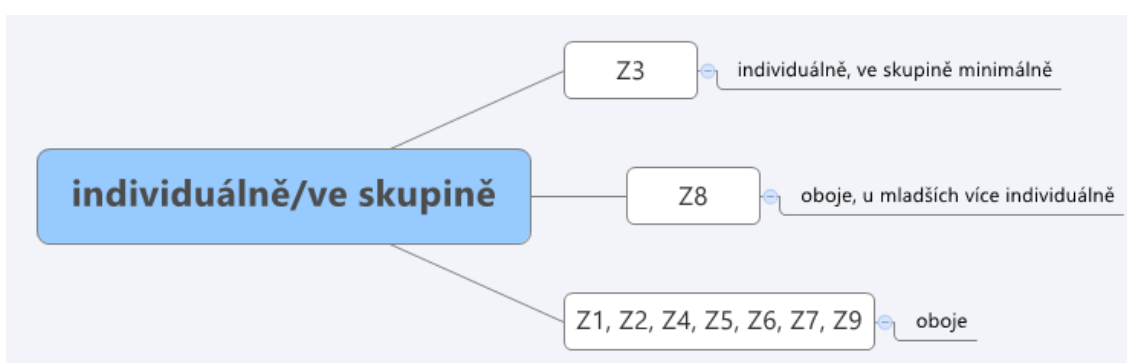 Z3
individuálně, ve skupině minimálně
individuálně/ve skupině
Z8
oboje, u mladších více individuálně
Z1, Z2, Z4, Z5, Z6, Z7, Z9
oboje